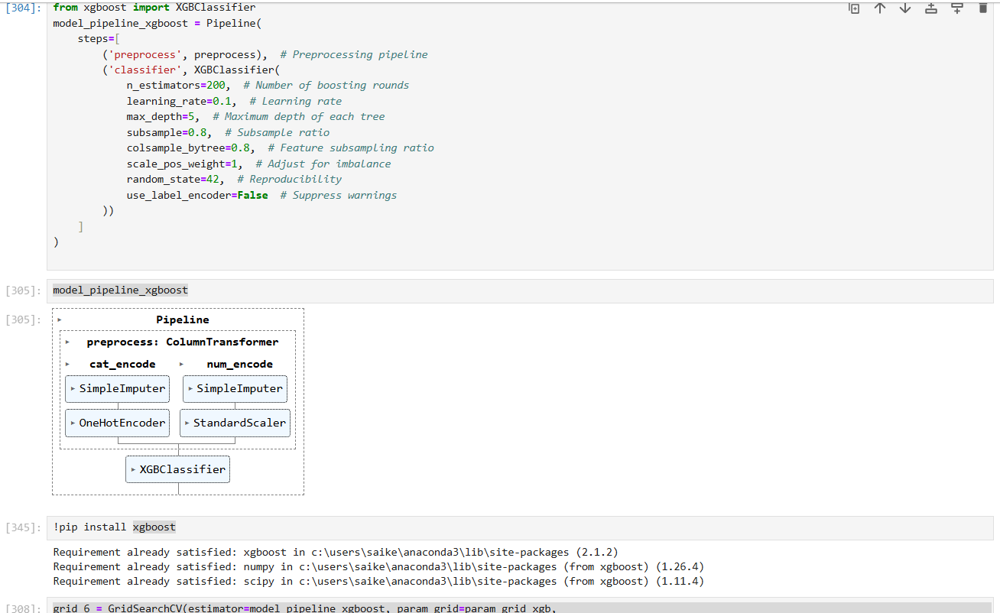 [304]: from xgboost import XGBClassifier
model_pipeline_xgboost = Pipeline(
    steps=[
        ('preprocess', preprocess),  # Preprocessing pipeline
        ('classifier', XGBClassifier(
            n_estimators=200,  # Number of boosting rounds
            learning_rate=0.1,  # Learning rate
            max_depth=5,  # Maximum depth of each tree
            subsample=0.8,  # Subsample ratio
            colsample_bytree=0.8,  # Feature subsampling ratio
            scale_pos_weight=1,  # Adjust for imbalance
            random_state=42,  # Reproducibility
            use_label_encoder=False  # Suppress warnings
        ))
    ]
)
[305]: model_pipeline_xgboost
[305]: Pipeline
preprocess: ColumnTransformer
cat_encode num_encode
SimpleImputer SimpleImputer
OneHotEncoder StandardScaler
XGBClassifier
[345]: !pip install xgboost
Requirement already satisfied: xgboost in c:\users\saike\anaconda3\lib\site-packages (2.1.2)
Requirement already satisfied: numpy in c:\users\saike\anaconda3\lib\site-packages (from xgboost) (1.26.4)
Requirement already satisfied: scipy in c:\users\saike\anaconda3\lib\site-packages (from xgboost) (1.11.4)
[308]: grid_6 = GridSearchCV(estimator=model_pipeline_xgboost, param_grid=param_grid_xgb,